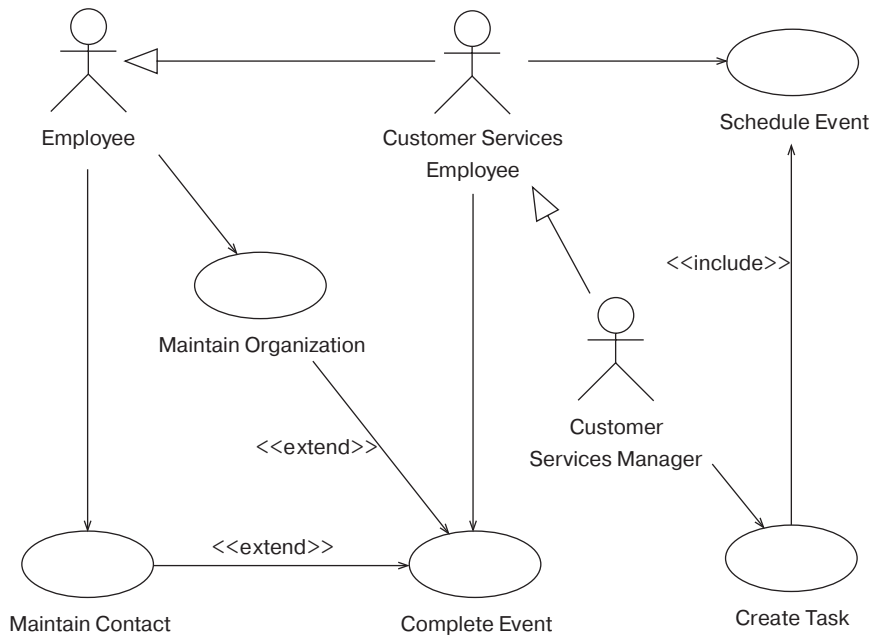 Employee
Customer Services
Employee
Schedule Event
<<include>>
Maintain Organization
Customer
Services Manager
<<extend>>
<<extend>>
Maintain Contact
Complete Event
Create Task